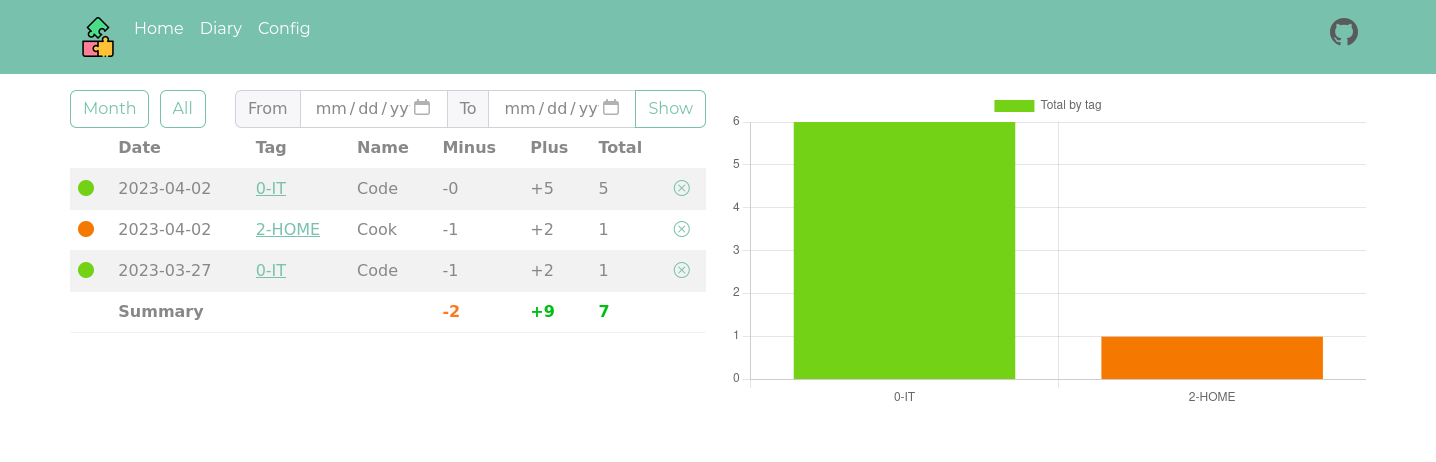 Home Diary Config
Month All From mm/dd/yy To mm/dd/yy Show
Date Tag Name Minus Plus Total
2023-04-02 0-IT Code -0 +5 5
2023-04-02 2-HOME Cook -1 +2 1
2023-03-27 0-IT Code -1 +2 1
Summary -2 +9 7
Total by tag
6
5
4
3
2
1
0
0-IT 2-HOME